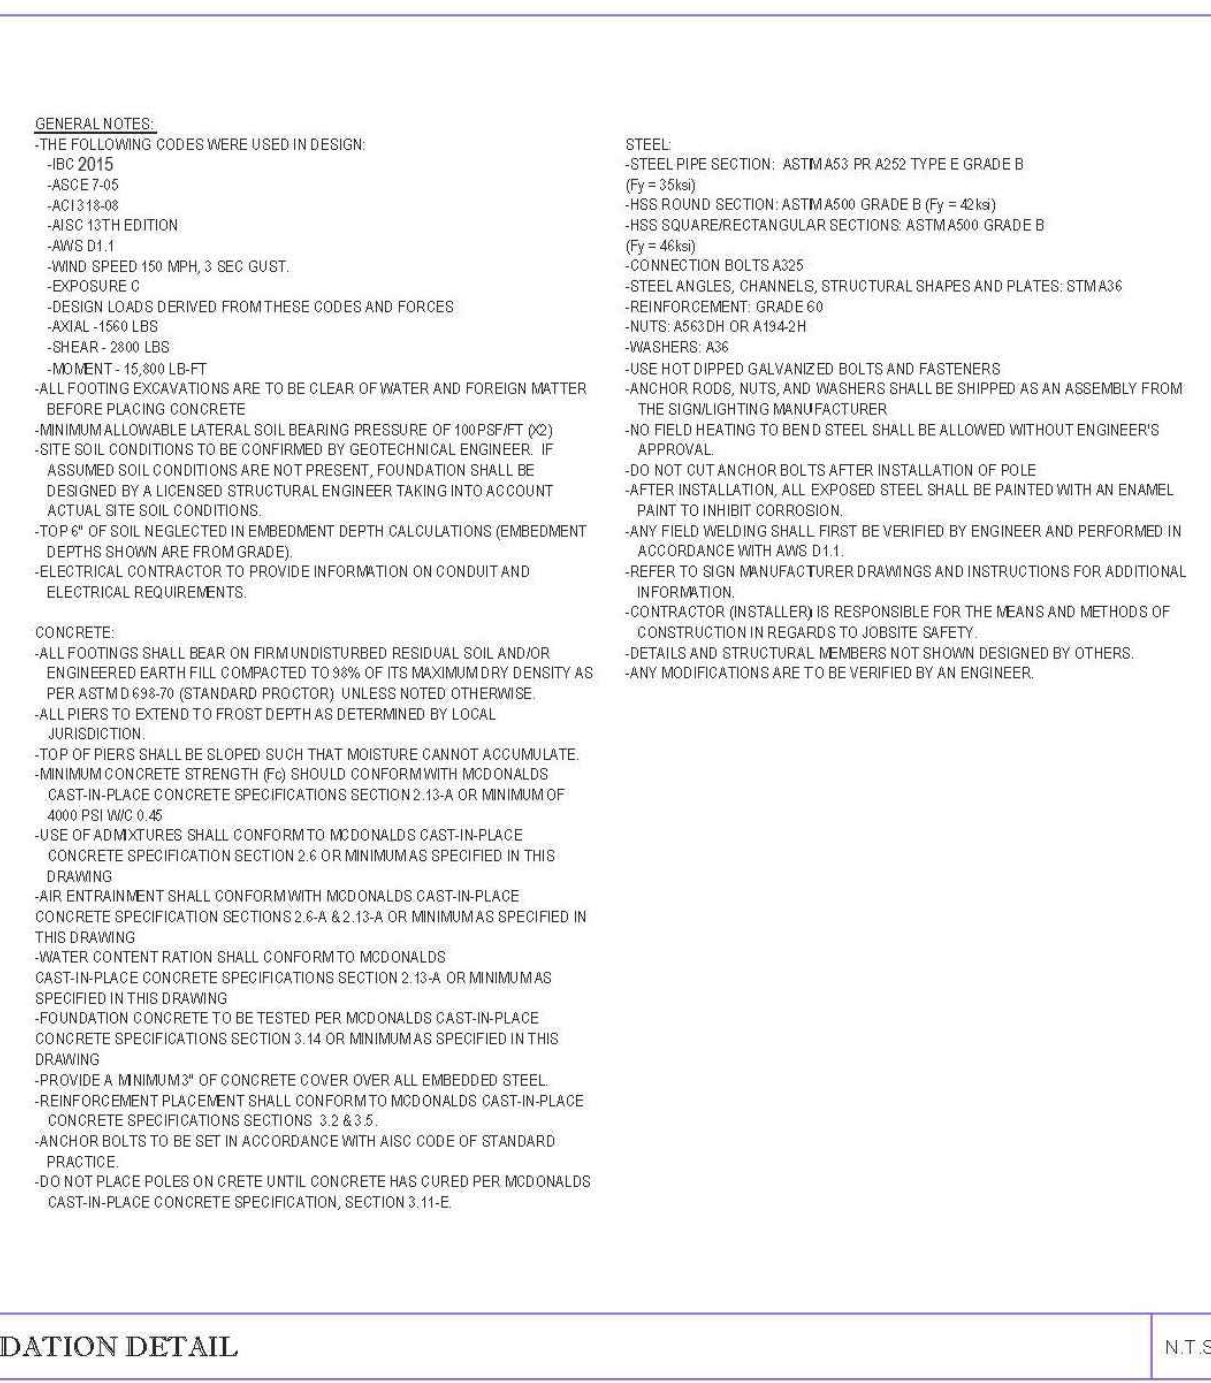 GENERAL NOTES:
-THE FOLLOWING CODES WERE USED IN DESIGN:
-IBC 2015
-ASCE 7-05
-ACI 318-08
-AISC 13TH EDITION
-AWS D1.1
-WIND SPEED 150 MPH, 3 SEC GUST.
-EXPOSURE C
-DESIGN LOADS DERIVED FROM THESE CODES AND FORCES
-AXIAL -1560 LBS
-SHEAR - 2800 LBS
-MOMENT - 15,800 LB-FT
-ALL FOOTING EXCAVATIONS ARE TO BE CLEAR OF WATER AND FOREIGN MATTER
BEFORE PLACING CONCRETE
-MINIMUM ALLOWABLE LATERAL SOIL BEARING PRESSURE OF 100 PSF/FT (X2)
-SITE SOIL CONDITIONS TO BE CONFIRMED BY GEOTECHNICAL ENGINEER. IF
ASSUMED SOIL CONDITIONS ARE NOT PRESENT, FOUNDATION SHALL BE
DESIGNED BY A LICENSED STRUCTURAL ENGINEER TAKING INTO ACCOUNT
ACTUAL SITE SOIL CONDITIONS.
-TOP 6" OF SOIL NEGLECTED IN EMBEDMENT DEPTH CALCULATIONS (EMBEDMENT
DEPTHS SHOWN ARE FROM GRADE).
-ELECTRICAL CONTRACTOR TO PROVIDE INFORMATION ON CONDUIT AND
ELECTRICAL REQUIREMENTS.
CONCRETE:
-ALL FOOTINGS SHALL BEAR ON FIRM UNDISTURBED RESIDUAL SOIL AND/OR
ENGINEERED EARTH FILL COMPACTED TO 98% OF ITS MAXIMUM DRY DENSITY AS
PER ASTM D 698-70 (STANDARD PROCTOR) UNLESS NOTED OTHERWISE.
-ALL PIERS TO EXTEND TO FROST DEPTH AS DETERMINED BY LOCAL
JURISDICTION.
-TOP OF PIERS SHALL BE SLOPED SUCH THAT MOISTURE CANNOT ACCUMULATE.
-MINIMUM CONCRETE STRENGTH (Fc) SHOULD CONFORM WITH MCDONALDS
CAST-IN-PLACE CONCRETE SPECIFICATIONS SECTION 2.13-A OR MINIMUM OF
4000 PSI W/C 0.45
-USE OF ADMIXTURES SHALL CONFORM TO MCDONALDS CAST-IN-PLACE
CONCRETE SPECIFICATION SECTION 2.6 OR MINIMUM AS SPECIFIED IN THIS
DRAWING
-AIR ENTRAINMENT SHALL CONFORM WITH MCDONALDS CAST-IN-PLACE
CONCRETE SPECIFICATION SECTIONS 2.6-A & 2.13-A OR MINIMUM AS SPECIFIED IN
THIS DRAWING
-WATER CONTENT RATION SHALL CONFORM TO MCDONALDS
CAST-IN-PLACE CONCRETE SPECIFICATIONS SECTION 2.13-A OR MINIMUM AS
SPECIFIED IN THIS DRAWING
-FOUNDATION CONCRETE TO BE TESTED PER MCDONALDS CAST-IN-PLACE
CONCRETE SPECIFICATIONS SECTION 3.14 OR MINIMUM AS SPECIFIED IN THIS
DRAWING
-PROVIDE A MINIMUM 3" OF CONCRETE COVER OVER ALL EMBEDDED STEEL.
-REINFORCEMENT PLACEMENT SHALL CONFORM TO MCDONALDS CAST-IN-PLACE
CONCRETE SPECIFICATIONS SECTIONS 3.2 & 3.5.
-ANCHOR BOLTS TO BE SET IN ACCORDANCE WITH AISC CODE OF STANDARD
PRACTICE.
-DO NOT PLACE POLES ON CRETE UNTIL CONCRETE HAS CURED PER MCDONALDS
CAST-IN-PLACE CONCRETE SPECIFICATION, SECTION 3.11-E.
STEEL:
-STEEL PIPE SECTION: ASTM A53 PR A252 TYPE E GRADE B
(Fy = 35ksi)
-HSS ROUND SECTION: ASTM A500 GRADE B (Fy = 42ksi)
-HSS SQUARE/RECTANGULAR SECTIONS: ASTM A500 GRADE B
(Fy = 46ksi)
-CONNECTION BOLTS A325
-STEEL ANGLES, CHANNELS, STRUCTURAL SHAPES AND PLATES: STM A36
-REINFORCEMENT: GRADE 60
-NUTS: A563 DH OR A194-2H
-WASHERS: A36
-USE HOT DIPPED GALVANIZED BOLTS AND FASTENERS
-ANCHOR RODS, NUTS, AND WASHERS SHALL BE SHIPPED AS AN ASSEMBLY FROM
THE SIGN/LIGHTING MANUFACTURER
-NO FIELD HEATING TO BEND STEEL SHALL BE ALLOWED WITHOUT ENGINEER'S
APPROVAL.
-DO NOT CUT ANCHOR BOLTS AFTER INSTALLATION OF POLE
-AFTER INSTALLATION, ALL EXPOSED STEEL SHALL BE PAINTED WITH AN ENAMEL
PAINT TO INHIBIT CORROSION.
-ANY FIELD WELDING SHALL FIRST BE VERIFIED BY ENGINEER AND PERFORMED IN
ACCORDANCE WITH AWS D1.1.
-REFER TO SIGN MANUFACTURER DRAWINGS AND INSTRUCTIONS FOR ADDITIONAL
INFORMATION.
-CONTRACTOR (INSTALLER) IS RESPONSIBLE FOR THE MEANS AND METHODS OF
CONSTRUCTION IN REGARDS TO JOBSITE SAFETY.
-DETAILS AND STRUCTURAL MEMBERS NOT SHOWN DESIGNED BY OTHERS.
-ANY MODIFICATIONS ARE TO BE VERIFIED BY AN ENGINEER.
DATION DETAIL
N.T.S